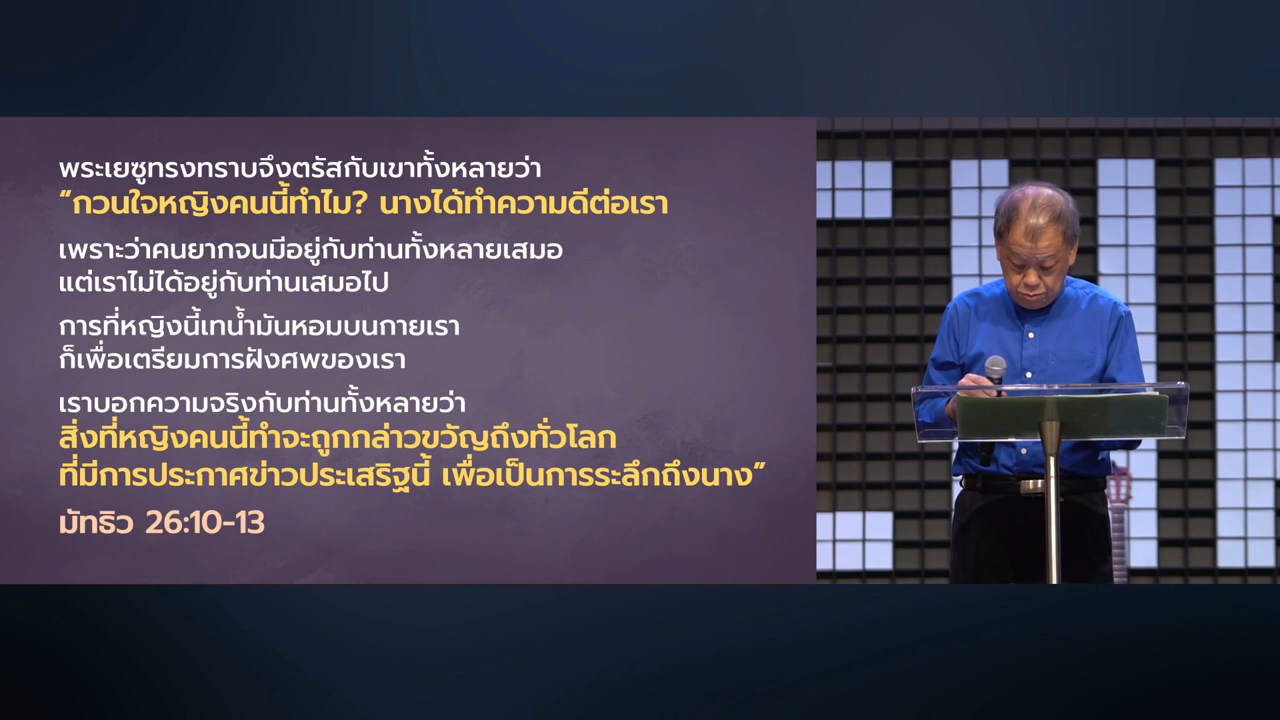 พระเยซูทรงทราบจึงตรัสกับเขาทั้งหลายว่า
“กวนใจหญิงคนนี้ทำไม? นางได้ทำความดีต่อเรา
เพราะว่าคนยากจนมีอยู่กับท่านทั้งหลายเสมอ
แต่เราไม่ได้อยู่กับท่านเสมอไป
การที่หญิงนี้เทน้ำมันหอมบนกายเรา
ก็เพื่อเตรียมการฝังศพของเรา
เราบอกความจริงกับท่านทั้งหลายว่า
สิ่งที่หญิงคนนี้ทำจะถูกกล่าวขวัญถึงทั่วโลก
ที่มีการประกาศข่าวประเสริฐนี้ เพื่อเป็นการระลึกถึงนาง”
มัทธิว 26:10-13